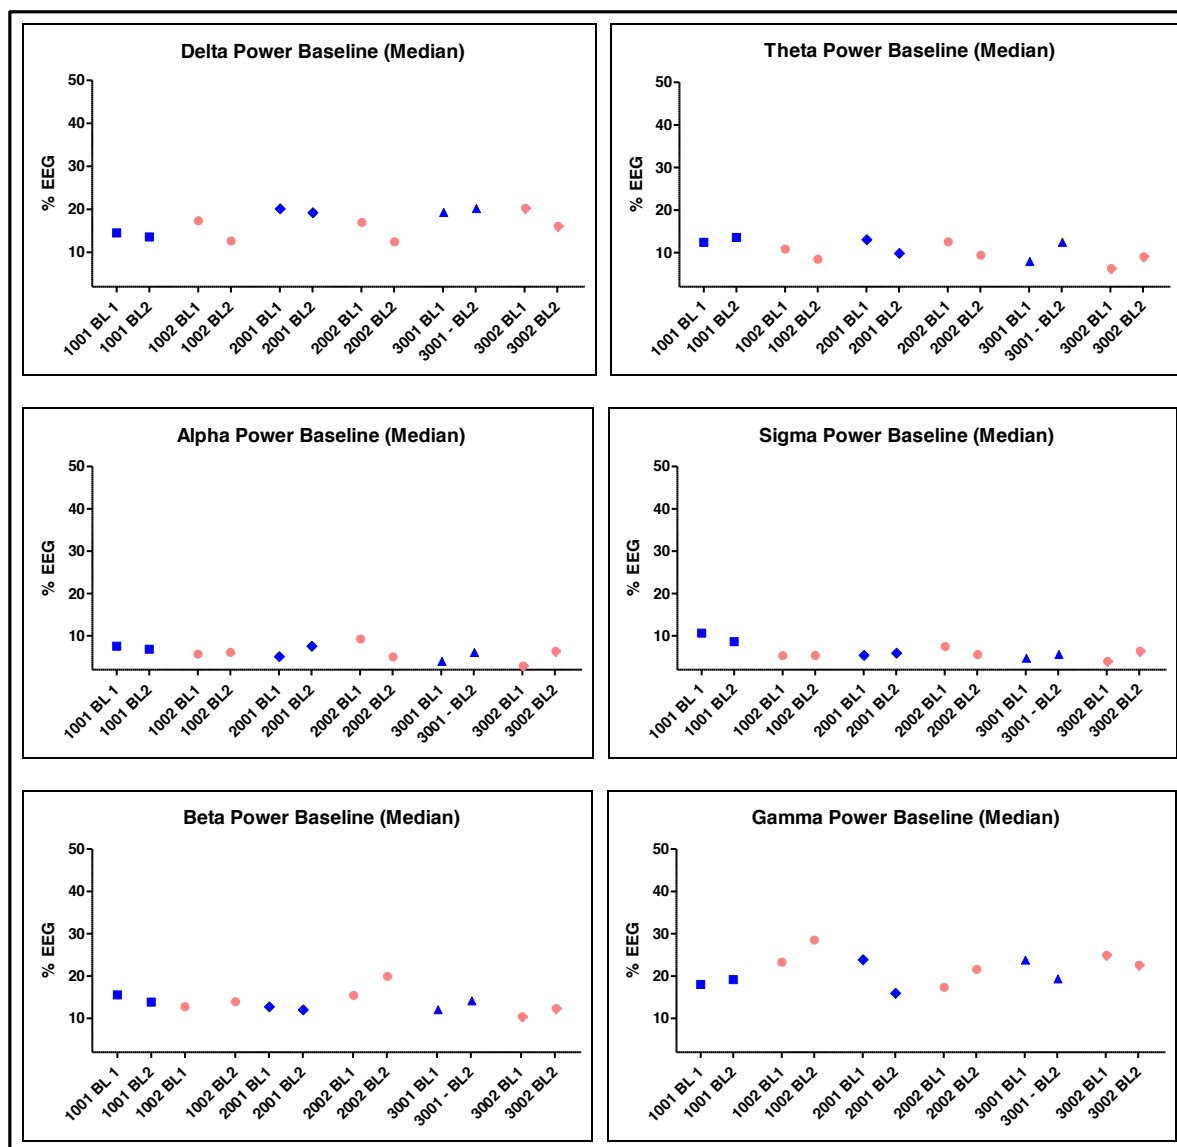 Delta Power Baseline (Median)
50
40
30
20
10
% EEG
1001 BL 1
1001 BL2
1002 BL1
1002 BL2
2001 BL1
2001 BL2
2002 BL1
2002 BL2
3001 BL1
3001 - BL2
3002 BL1
3002 BL2
Theta Power Baseline (Median)
50
40
30
20
10
% EEG
1001 BL 1
1001 BL2
1002 BL1
1002 BL2
2001 BL1
2001 BL2
2002 BL1
2002 BL2
3001 BL1
3001 - BL2
3002 BL1
3002 BL2
Alpha Power Baseline (Median)
50
40
30
20
10
% EEG
1001 BL 1
1001 BL2
1002 BL1
1002 BL2
2001 BL1
2001 BL2
2002 BL1
2002 BL2
3001 BL1
3001 - BL2
3002 BL1
3002 BL2
Sigma Power Baseline (Median)
50
40
30
20
10
% EEG
1001 BL 1
1001 BL2
1002 BL1
1002 BL2
2001 BL1
2001 BL2
2002 BL1
2002 BL2
3001 BL1
3001 - BL2
3002 BL1
3002 BL2
Beta Power Baseline (Median)
50
40
30
20
10
% EEG
1001 BL 1
1001 BL2
1002 BL1
1002 BL2
2001 BL1
2001 BL2
2002 BL1
2002 BL2
3001 BL1
3001 - BL2
3002 BL1
3002 BL2
Gamma Power Baseline (Median)
50
40
30
20
10
% EEG
1001 BL 1
1001 BL2
1002 BL1
1002 BL2
2001 BL1
2001 BL2
2002 BL1
2002 BL2
3001 BL1
3001 - BL2
3002 BL1
3002 BL2